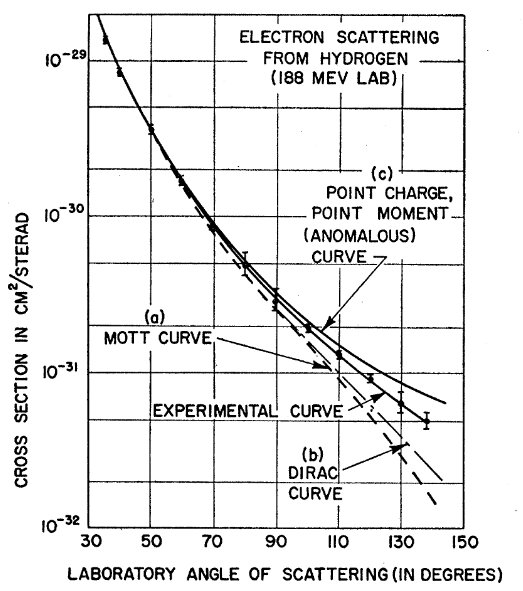 ELECTRON SCATTERING
FROM HYDROGEN
(188 MEV LAB)
(c)
POINT CHARGE,
POINT MOMENT
(ANOMALOUS)
CURVE
(a)
MOTT CURVE
EXPERIMENTAL CURVE
(b)
DIRAC
CURVE
CROSS SECTION IN CM²/STERAD
10⁻²⁹
10⁻³⁰
10⁻³¹
10⁻³²
30 50 70 90 110 130 150
LABORATORY ANGLE OF SCATTERING (IN DEGREES)